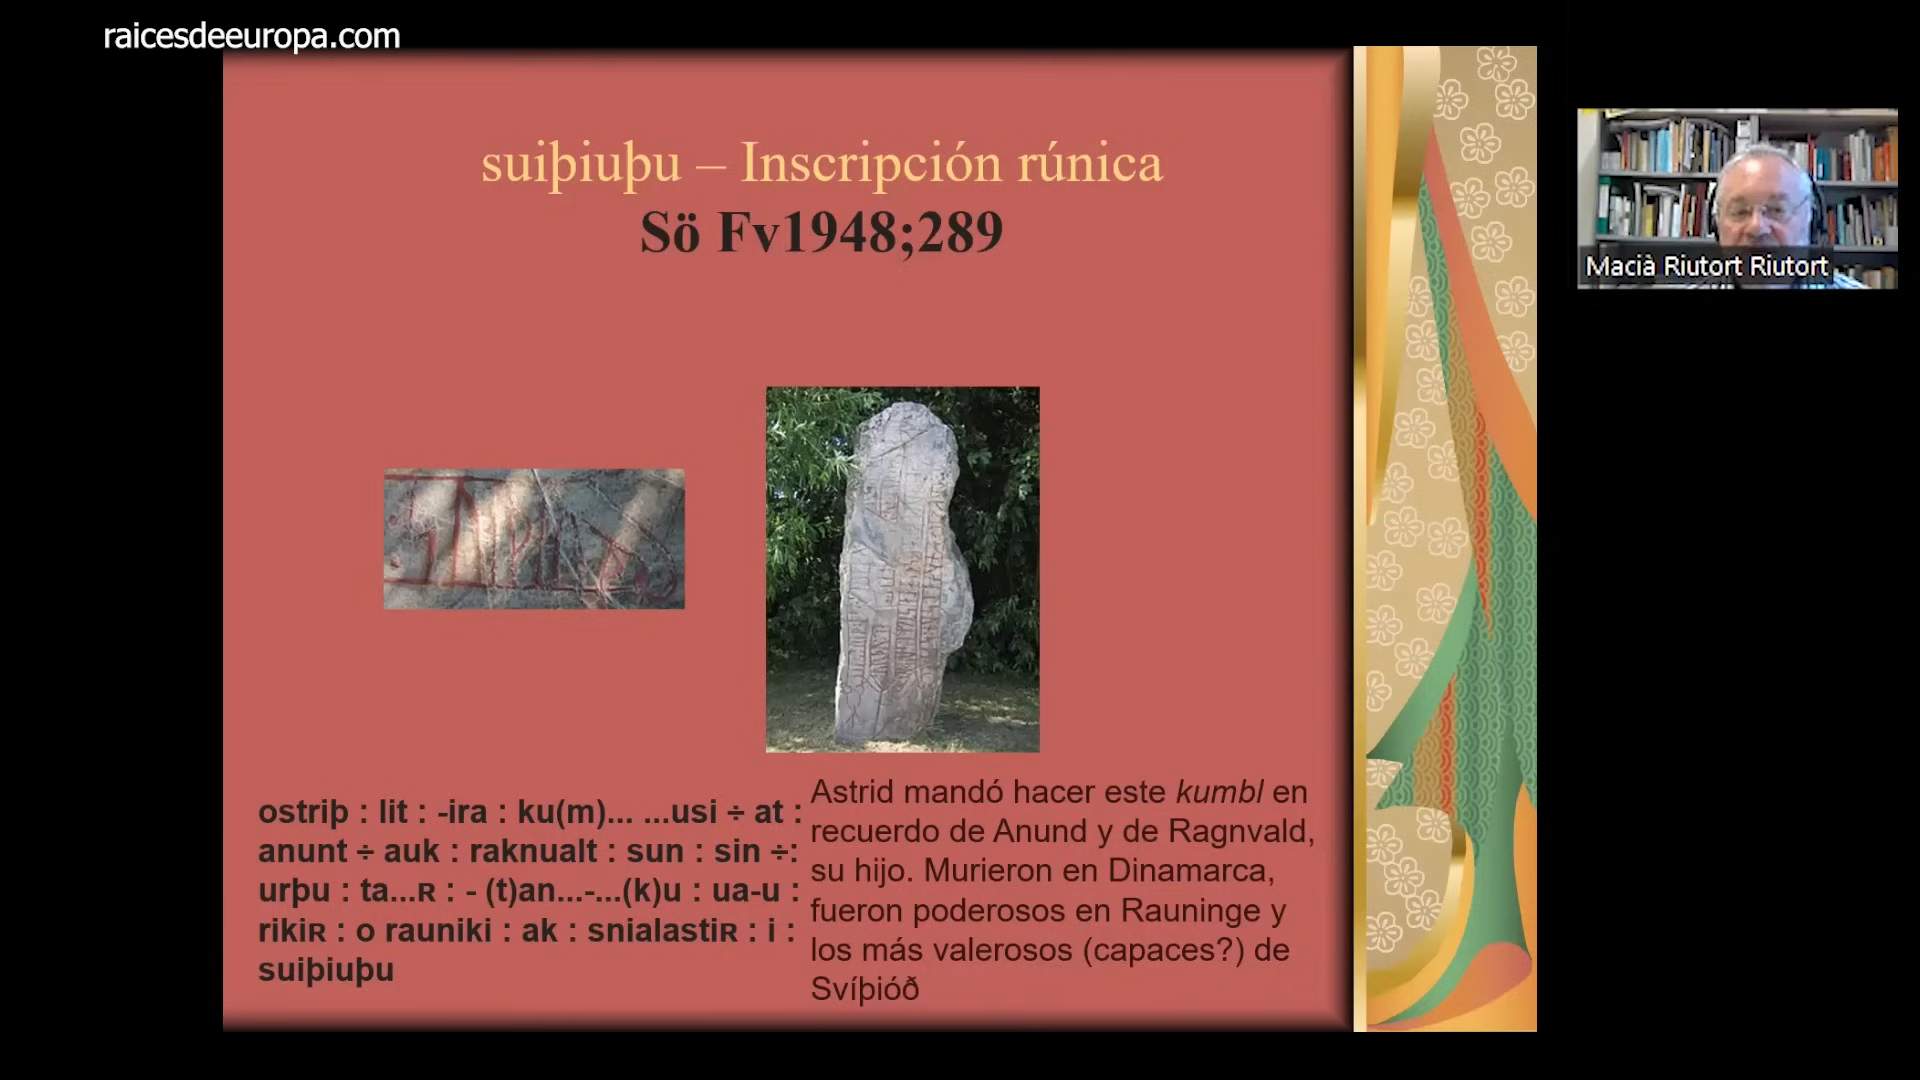 raicesdeeuropa.com
suiþiuþu – Inscripción rúnica
Sö Fv1948;289
Macià Riutort Riutort
ostriþ : lit : -ira : ku(m)... ...usi ÷ at :
anunt ÷ auk : raknualt : sun : sin ÷:
urþu : ta...ʀ : - (t)an...-...(k)u : ua-u :
rikiʀ : o rauniki : ak : snialastiʀ : i :
suiþiuþu
Astrid mandó hacer este kumbl en
recuerdo de Anund y de Ragnvald,
su hijo. Murieron en Dinamarca,
fueron poderosos en Rauninge y
los más valerosos (capaces?) de
Svíþióð